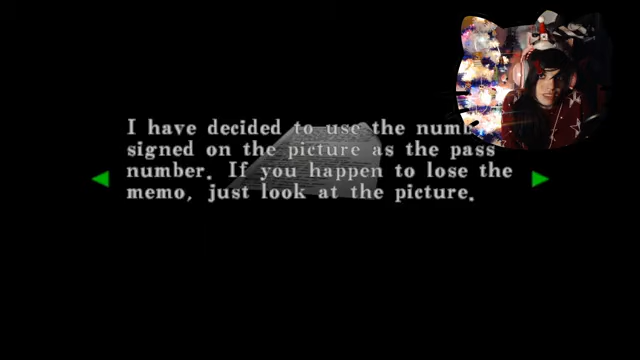 I have decided to use the
signed on the picture as the pass
number. If you happen to lose the
memo, just look at the picture.